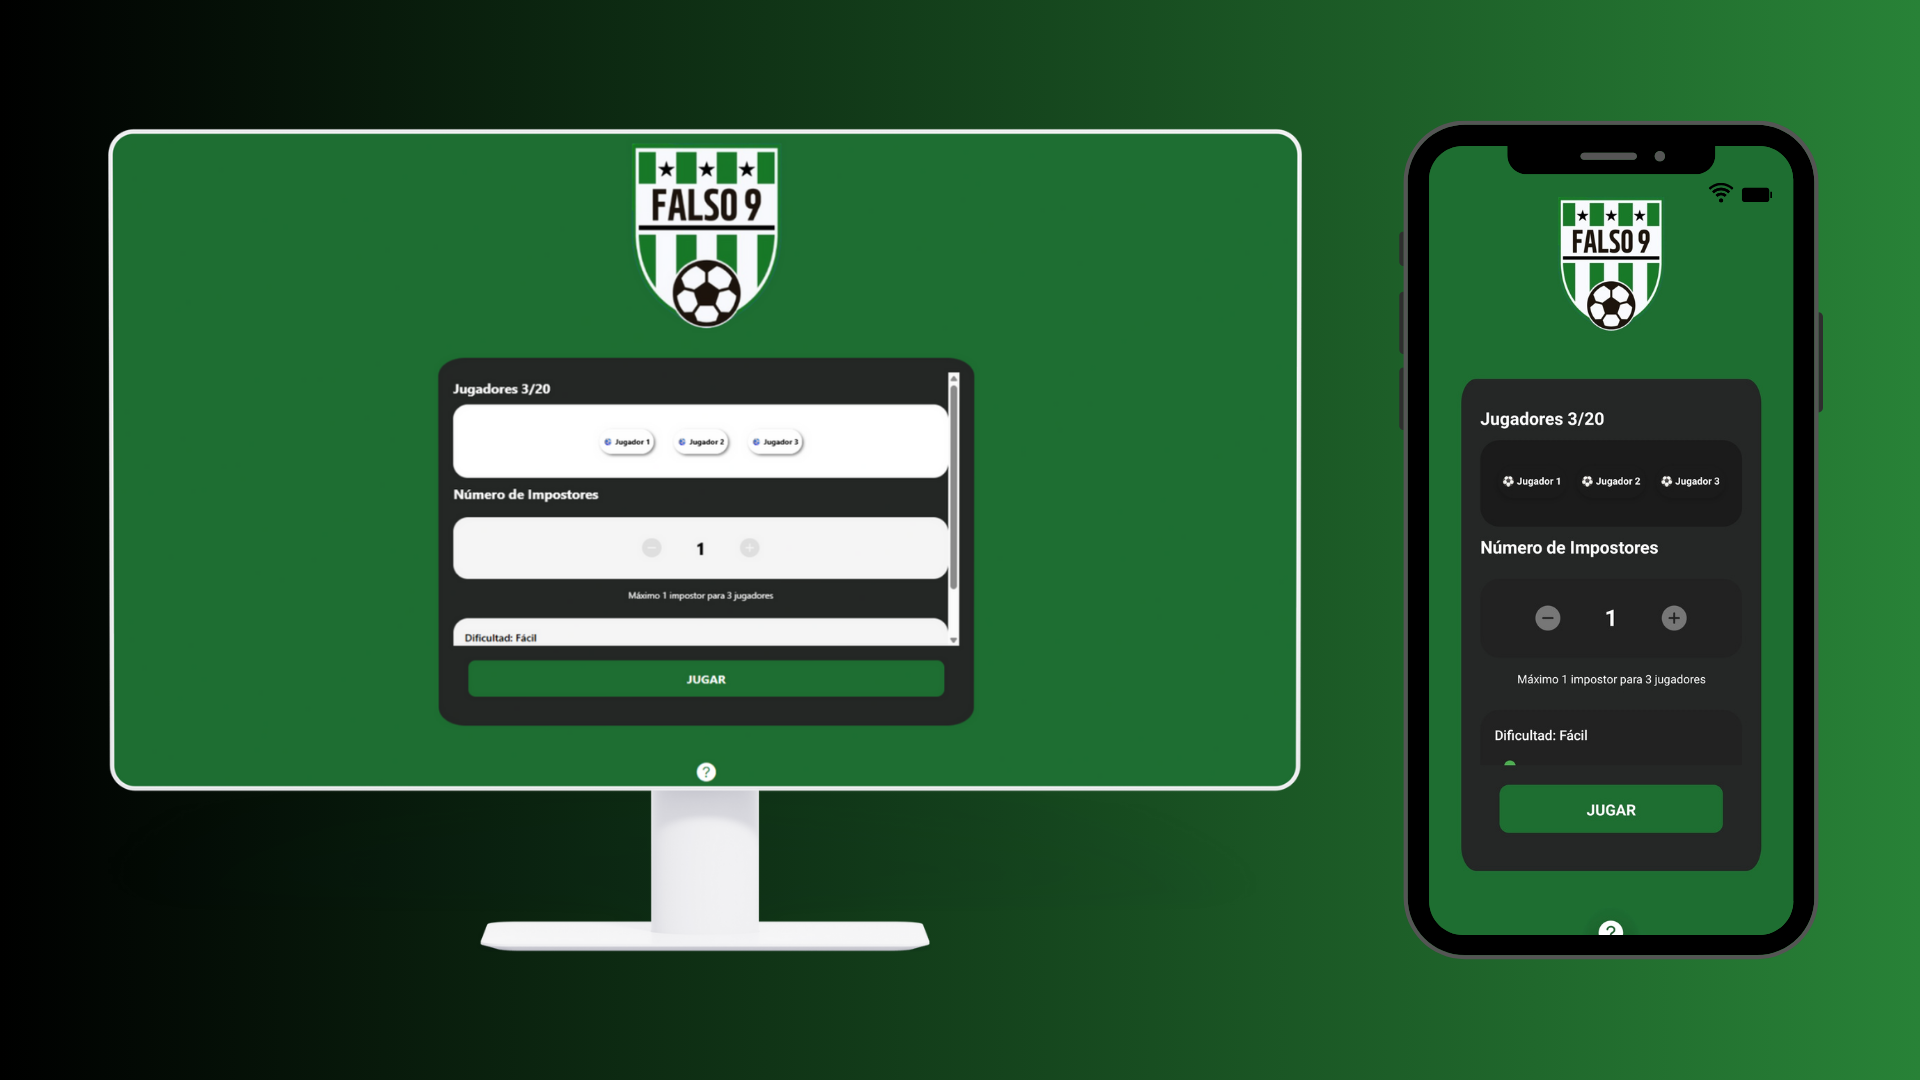 FALSO 9
Jugadores 3/20
Jugador 1
Jugador 2
Jugador 3
Número de Impostores
1
Máximo 1 impostor para 3 jugadores
Dificultad: Fácil
JUGAR
?
FALSO 9
Jugadores 3/20
Jugador 1
Jugador 2
Jugador 3
Número de Impostores
1
Máximo 1 impostor para 3 jugadores
Dificultad: Fácil
JUGAR
?